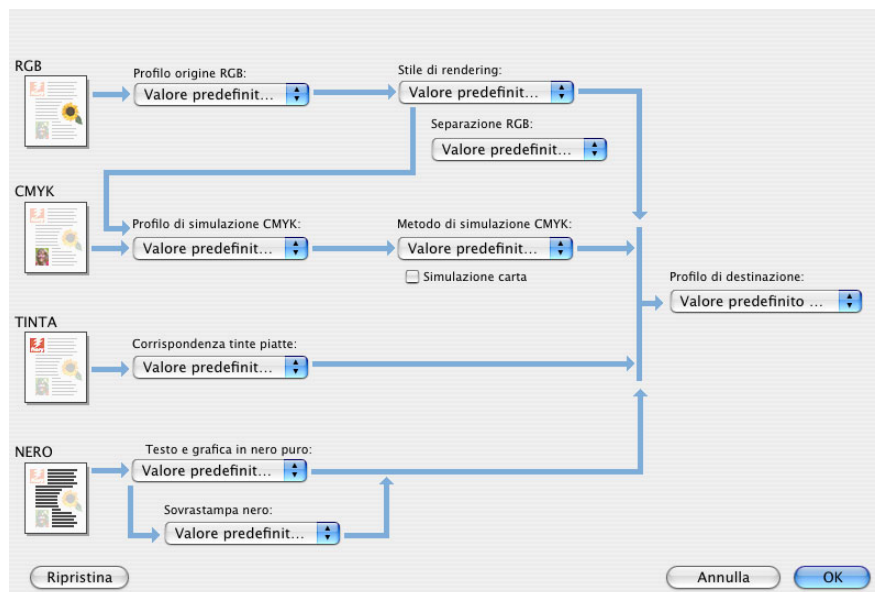 RGB
Profilo origine RGB:
Valore predefinit...
Stile di rendering:
Valore predefinit...
Separazione RGB:
Valore predefinit...
CMYK
Profilo di simulazione CMYK:
Valore predefinit...
Metodo di simulazione CMYK:
Valore predefinit...
Simulazione carta
Profilo di destinazione:
Valore predefinito ...
TINTA
Corrispondenza tinte piatte:
Valore predefinit...
NERO
Testo e grafica in nero puro:
Valore predefinit...
Sovrastampa nero:
Valore predefinit...
Ripristina
Annulla
OK